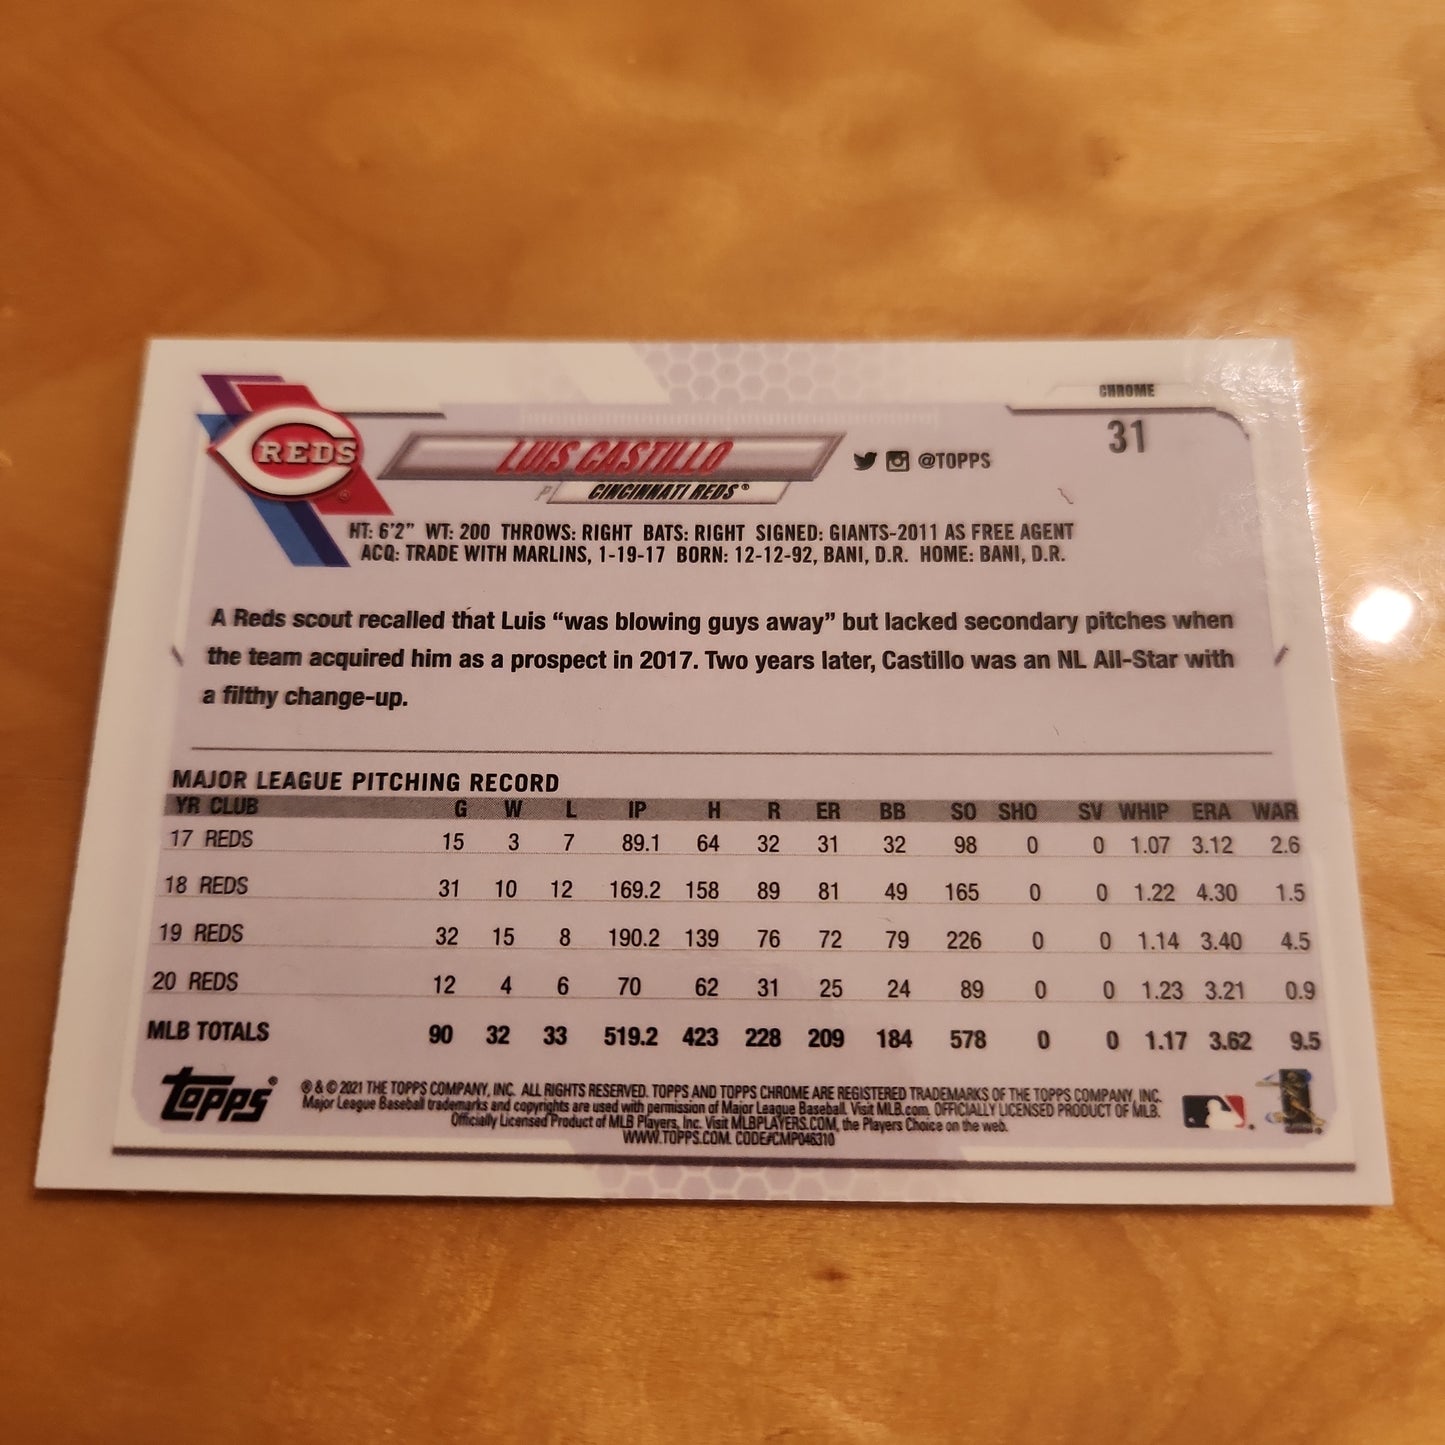 CHROME
31
REDS
LUIS CASTILLO
@TOPPS
P CINCINNATI REDS®
HT: 6'2" WT: 200 THROWS: RIGHT BATS: RIGHT SIGNED: GIANTS-2011 AS FREE AGENT
ACQ: TRADE WITH MARLINS, 1-19-17 BORN: 12-12-92, BANI, D.R. HOME: BANI, D.R.
A Reds scout recalled that Luis “was blowing guys away” but lacked secondary pitches when
the team acquired him as a prospect in 2017. Two years later, Castillo was an NL All-Star with
a filthy change-up.
MAJOR LEAGUE PITCHING RECORD
YR CLUB G W L IP H R ER BB SO SHO SV WHIP ERA WAR
17 REDS 15 3 7 89.1 64 32 31 32 98 0 0 1.07 3.12 2.6
18 REDS 31 10 12 169.2 158 89 81 49 165 0 0 1.22 4.30 1.5
19 REDS 32 15 8 190.2 139 76 72 79 226 0 0 1.14 3.40 4.5
20 REDS 12 4 6 70 62 31 25 24 89 0 0 1.23 3.21 0.9
MLB TOTALS 90 32 33 519.2 423 228 209 184 578 0 0 1.17 3.62 9.5
topps®
® & © 2021 THE TOPPS COMPANY, INC. ALL RIGHTS RESERVED. TOPPS AND TOPPS CHROME ARE REGISTERED TRADEMARKS OF THE TOPPS COMPANY, INC.
Major League Baseball trademarks and copyrights are used with permission of Major League Baseball. Visit MLB.com. OFFICIALLY LICENSED PRODUCT OF MLB
Officially Licensed Product of MLB Players, Inc. Visit MLBPLAYERS.COM, the Players Choice on the web.
WWW.TOPPS.COM. CODE#CMP046310